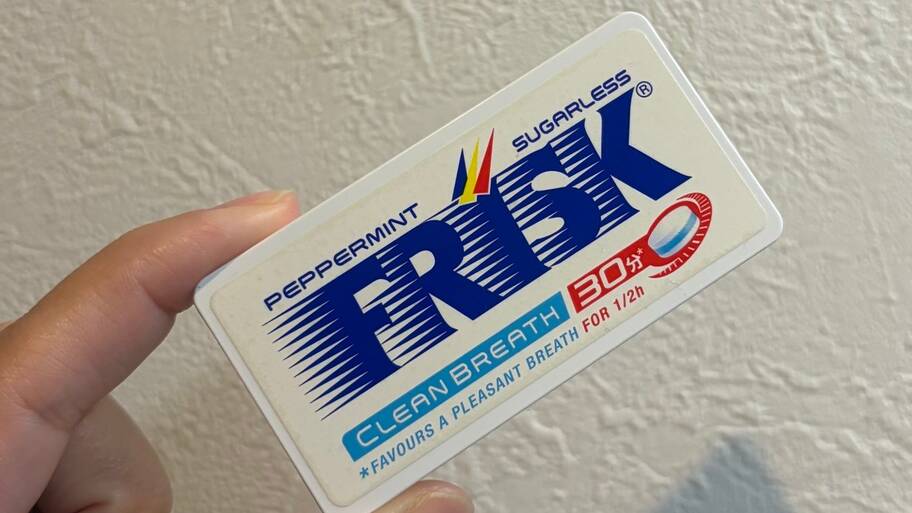 PEPPERMINT SUGARLESS
FRISK®
CLEAN BREATH 30分*
*FAVOURS A PLEASANT BREATH FOR 1/2h